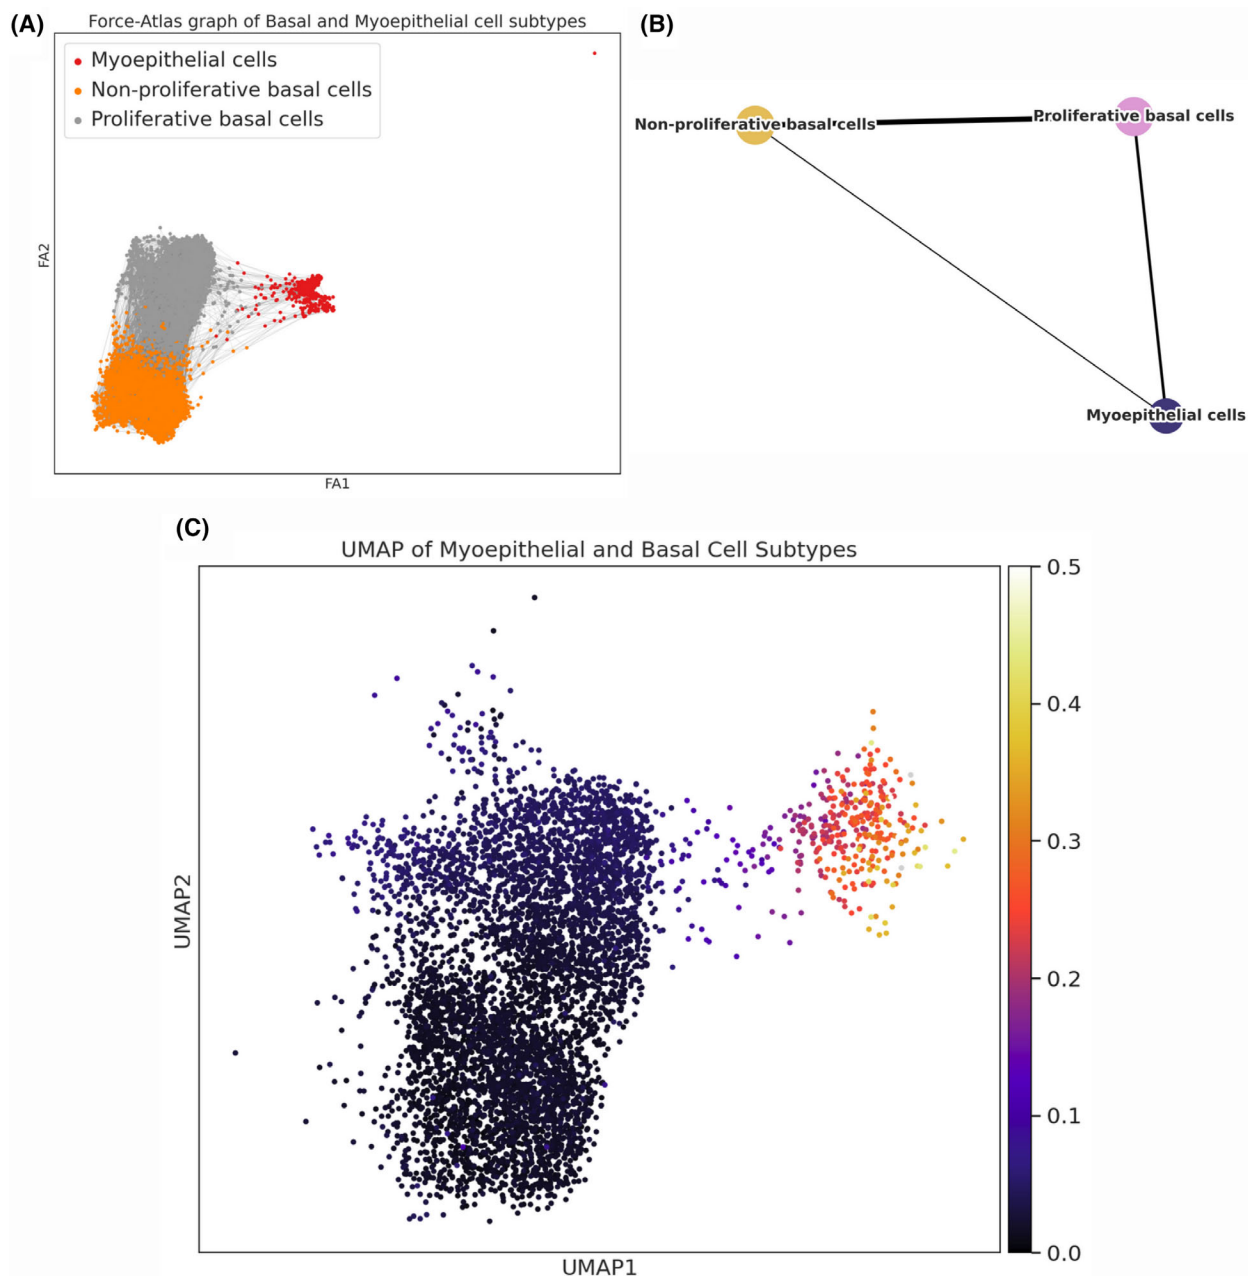 (A)
Force-Atlas graph of Basal and Myoepithelial cell subtypes
Myoepithelial cells
Non-proliferative basal cells
Proliferative basal cells
FA2
FA1
(B)
Non-proliferative basal cells
Proliferative basal cells
Myoepithelial cells
(C)
UMAP of Myoepithelial and Basal Cell Subtypes
0.5
0.4
0.3
0.2
0.1
0.0
UMAP2
UMAP1